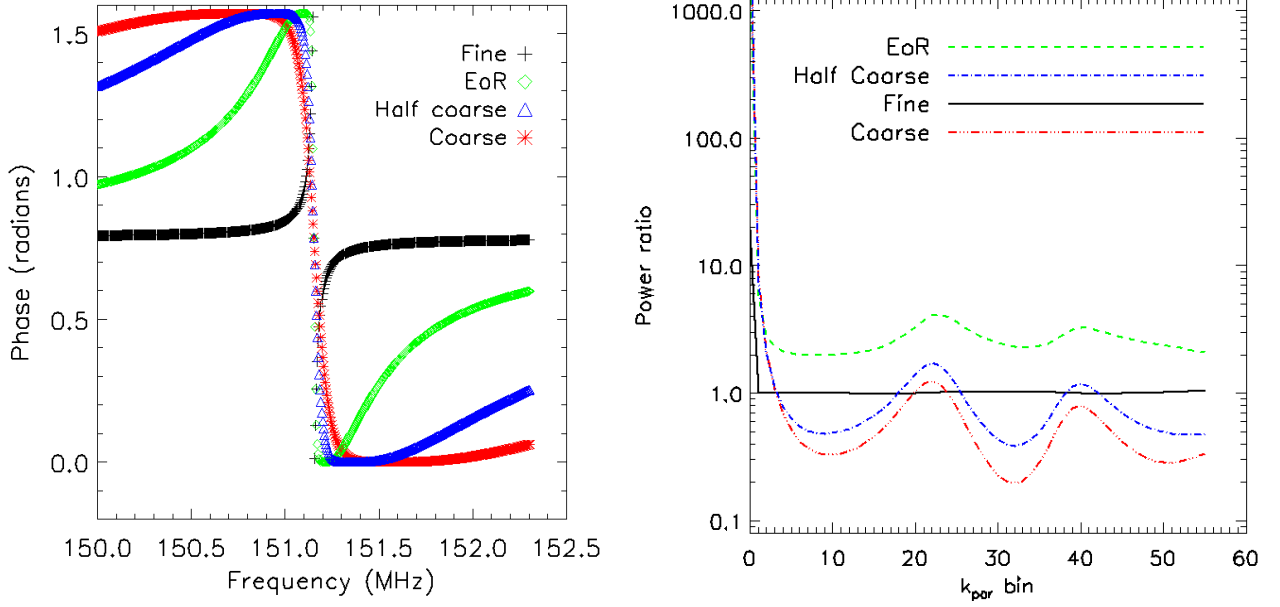 1.5
1.0
0.5
0.0
Phase (radians)
Fine
EoR
Half coarse
Coarse
150.0 150.5 151.0 151.5 152.0 152.5
Frequency (MHz)
1000.0
100.0
10.0
1.0
0.1
Power ratio
EoR
Half Coarse
Fine
Coarse
0 10 20 30 40 50 60
k_par bin